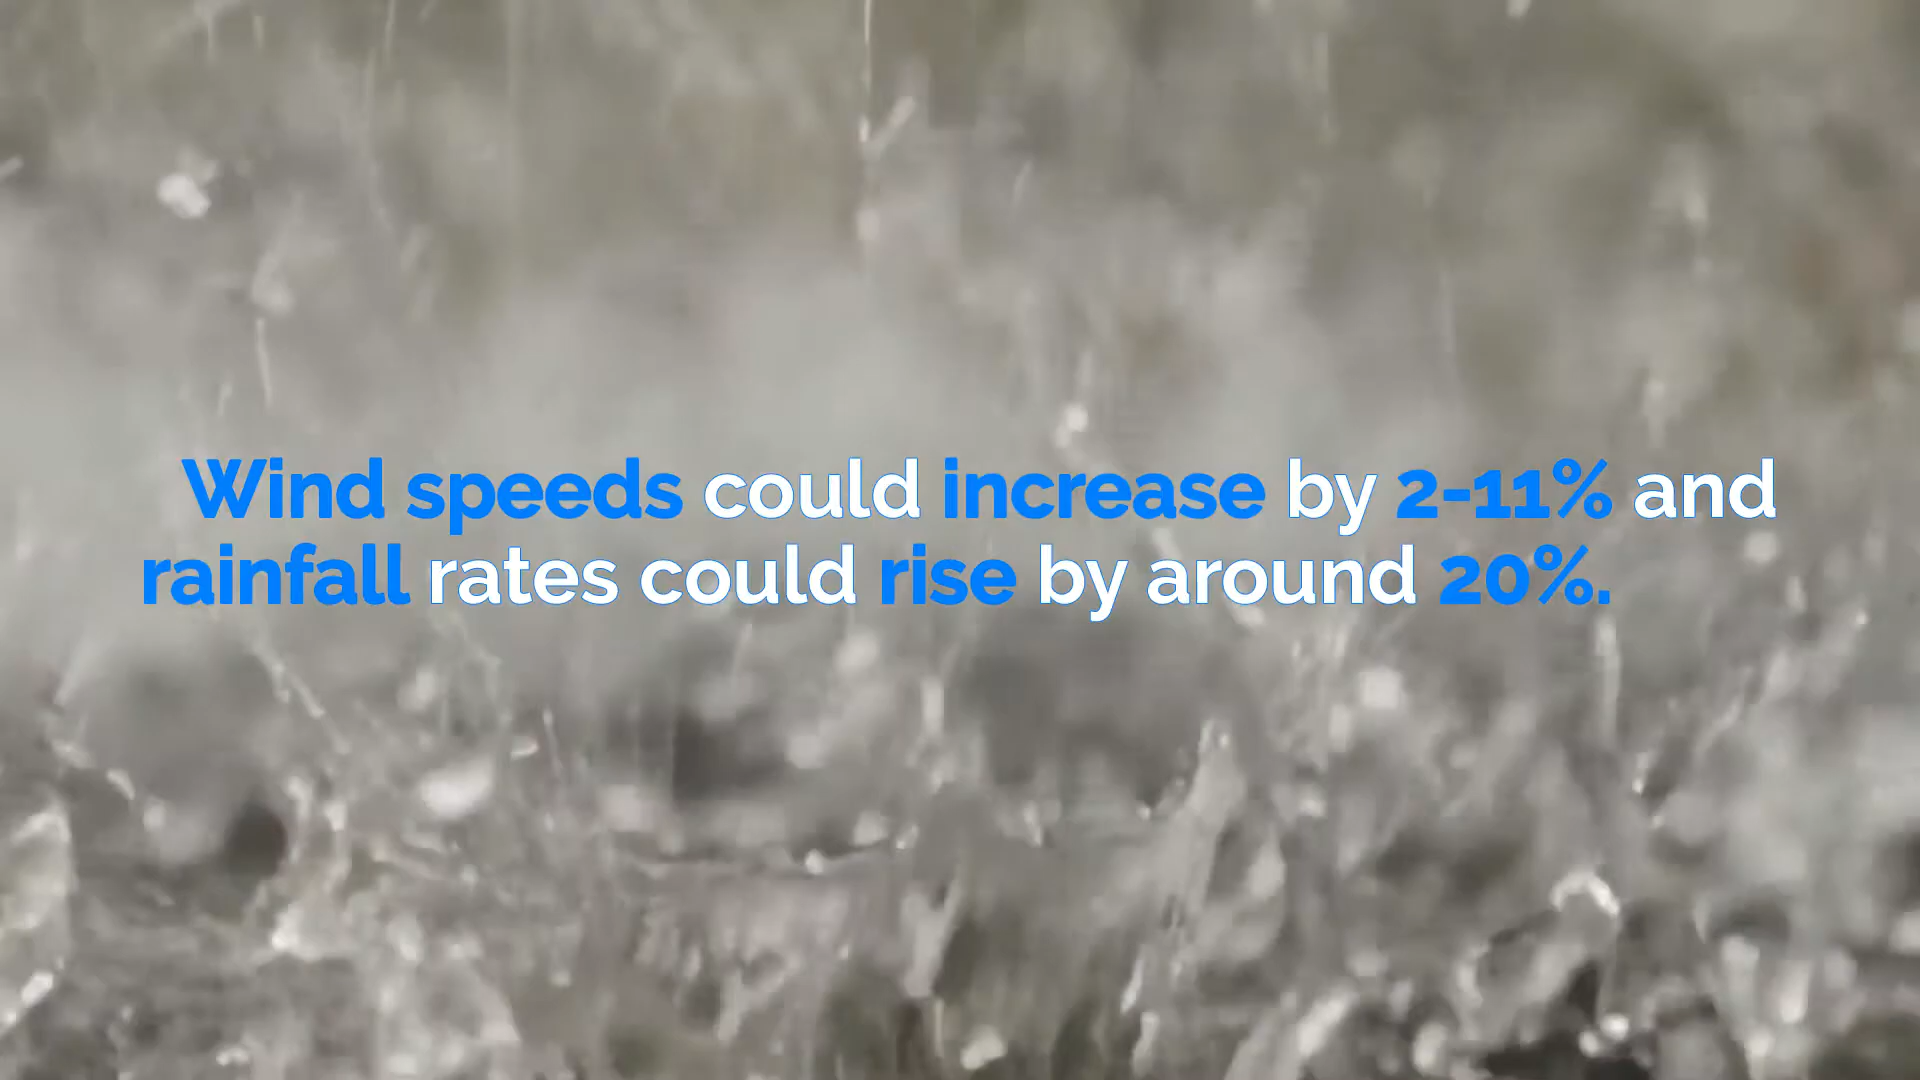 Wind speeds could increase by 2-11% and
rainfall rates could rise by around 20%.